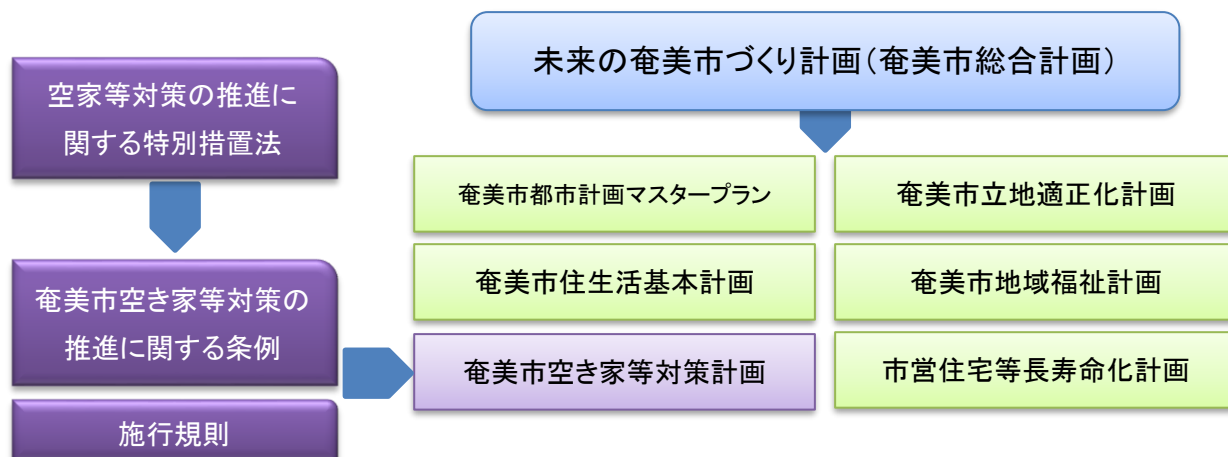 未来の奄美市づくり計画(奄美市総合計画)
空家等対策の推進に
関する特別措置法
奄美市都市計画マスタープラン
奄美市立地適正化計画
奄美市住生活基本計画
奄美市地域福祉計画
奄美市空き家等対策の
推進に関する条例
奄美市空き家等対策計画
市営住宅等長寿命化計画
施行規則